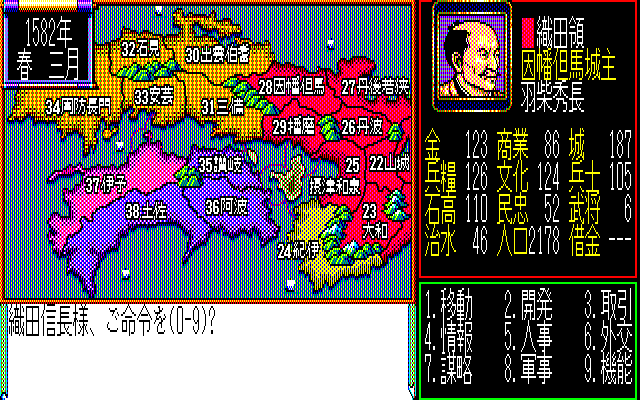 1582年
春 三月
32石見
30出雲伯耆
28因幡但馬
27丹後若狭
34周防長門
33安芸
31三備
29播磨
26丹波
25
摂津和泉
22山城
35讃岐
37伊予
36阿波
38土佐
23
大和
24紀伊
織田領
因幡但馬城主
羽柴秀長
金 123 商業 86 城 187
兵糧 126 文化 124 兵士 105
石高 110 民忠 52 武将 6
治水 46 人口2178 借金 ---
織田信長様、ご命令を(0-9)?
1.移動 2.開発 3.取引
4.情報 5.人事 6.外交
7.謀略 8.軍事 9.機能